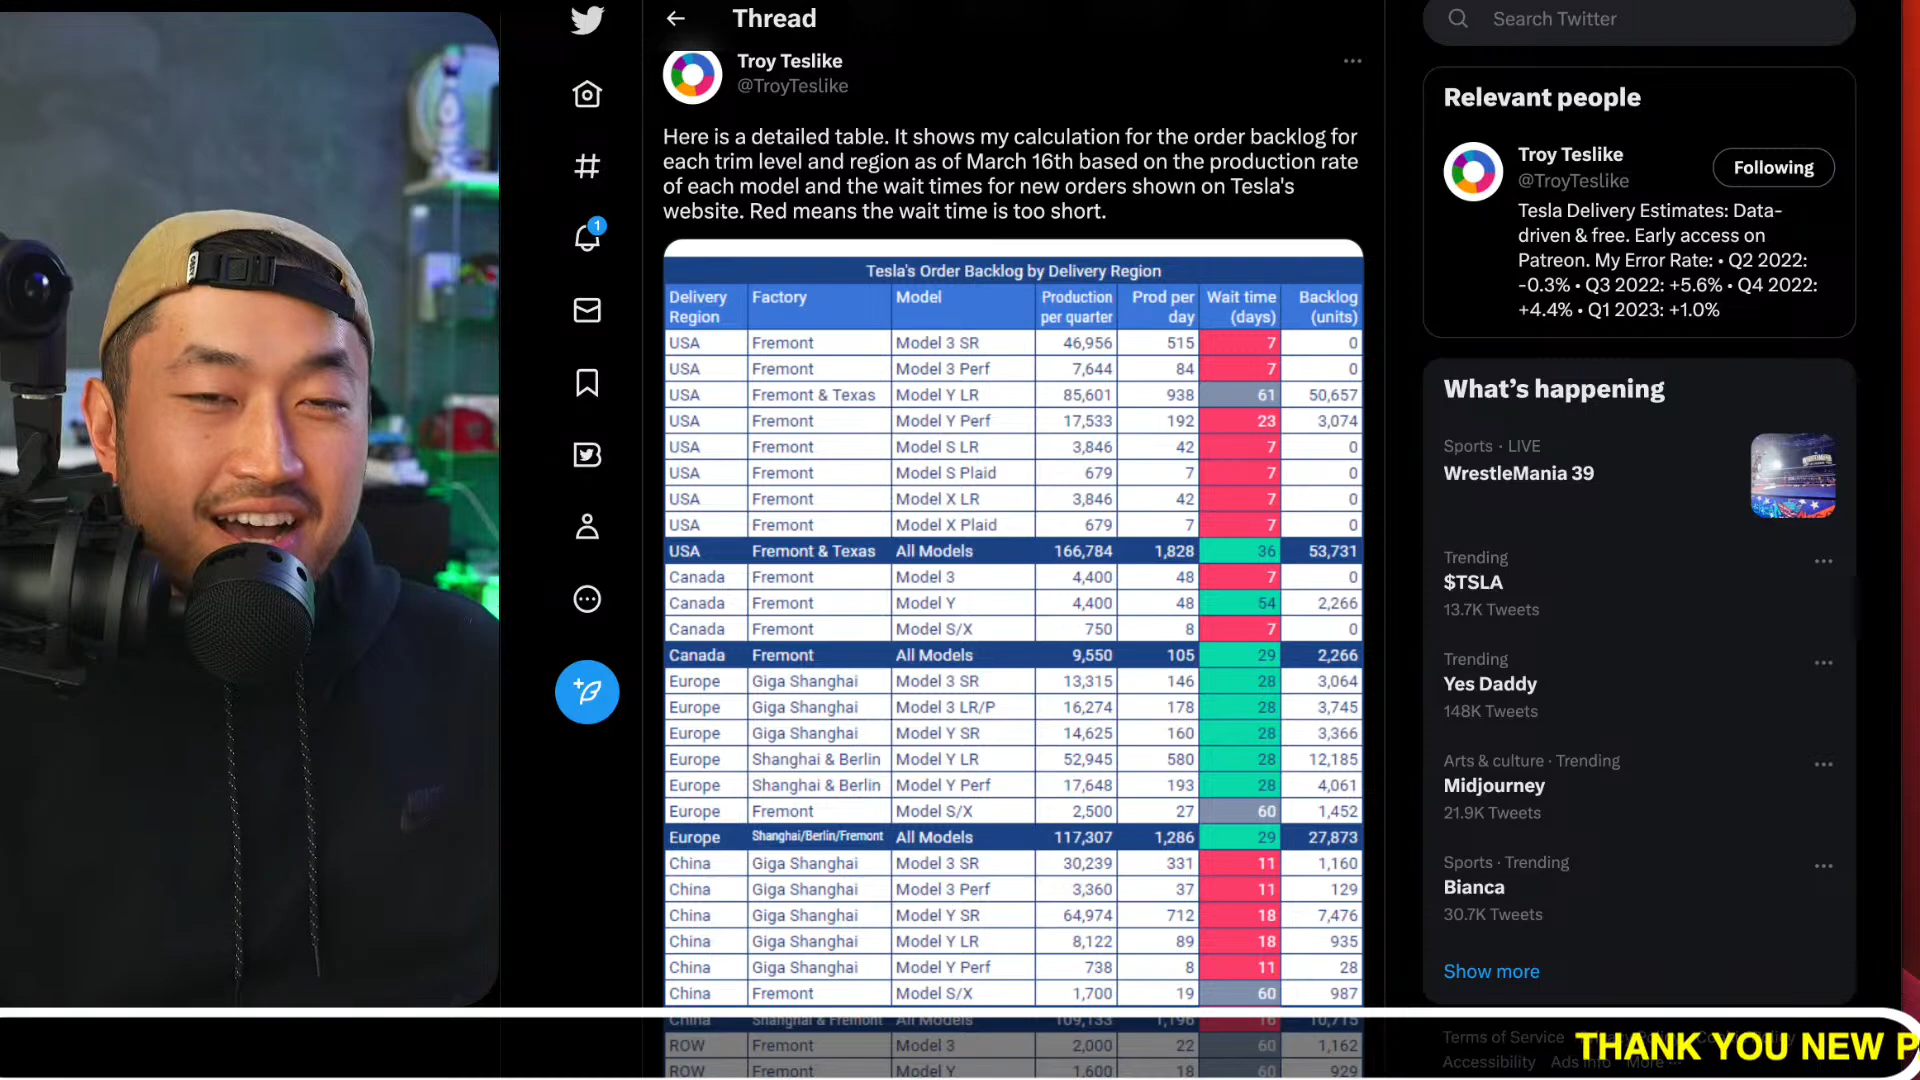 Thread
Troy Teslike
@TroyTeslike
Here is a detailed table. It shows my calculation for the order backlog for
each trim level and region as of March 16th based on the production rate
of each model and the wait times for new orders shown on Tesla's
website. Red means the wait time is too short.
Tesla's Order Backlog by Delivery Region
Delivery Region Factory Model Production per quarter Prod per day Wait time (days) Backlog (units)
USA Fremont Model 3 SR 46,956 515 7 0
USA Fremont Model 3 Perf 7,644 84 7 0
USA Fremont & Texas Model Y LR 85,601 938 61 50,657
USA Fremont Model Y Perf 17,533 192 23 3,074
USA Fremont Model S LR 3,846 42 7 0
USA Fremont Model S Plaid 679 7 7 0
USA Fremont Model X LR 3,846 42 7 0
USA Fremont Model X Plaid 679 7 7 0
USA Fremont & Texas All Models 166,784 1,828 36 53,731
Canada Fremont Model 3 4,400 48 7 0
Canada Fremont Model Y 4,400 48 54 2,266
Canada Fremont Model S/X 750 8 7 0
Canada Fremont All Models 9,550 105 29 2,266
Europe Giga Shanghai Model 3 SR 13,315 146 28 3,064
Europe Giga Shanghai Model 3 LR/P 16,274 178 28 3,745
Europe Giga Shanghai Model Y SR 14,625 160 28 3,366
Europe Shanghai & Berlin Model Y LR 52,945 580 28 12,185
Europe Shanghai & Berlin Model Y Perf 17,648 193 28 4,061
Europe Fremont Model S/X 2,500 27 60 1,452
Europe Shanghai/Berlin/Fremont All Models 117,307 1,286 29 27,873
China Giga Shanghai Model 3 SR 30,239 331 11 1,160
China Giga Shanghai Model 3 Perf 3,360 37 11 129
China Giga Shanghai Model Y SR 64,974 712 18 7,476
China Giga Shanghai Model Y LR 8,122 89 18 935
China Giga Shanghai Model Y Perf 738 8 11 28
China Fremont Model S/X 1,700 19 60 987
China Shanghai & Fremont All Models 109,133 1,196 16 10,715
ROW Fremont Model 3 2,000 22 60 1,162
ROW Fremont Model Y 1,600 18 60 929
Search Twitter
Relevant people
Troy Teslike
@TroyTeslike
Following
Tesla Delivery Estimates: Data-
driven & free. Early access on
Patreon. My Error Rate: • Q2 2022:
-0.3% • Q3 2022: +5.6% • Q4 2022:
+4.4% • Q1 2023: +1.0%
What's happening
Sports · LIVE
WrestleMania 39
Trending
$TSLA
13.7K Tweets
Trending
Yes Daddy
148K Tweets
Arts & culture · Trending
Midjourney
21.9K Tweets
Sports · Trending
Bianca
30.7K Tweets
Show more
Terms of Service
Accessibility Ads info More
THANK YOU NEW P
1